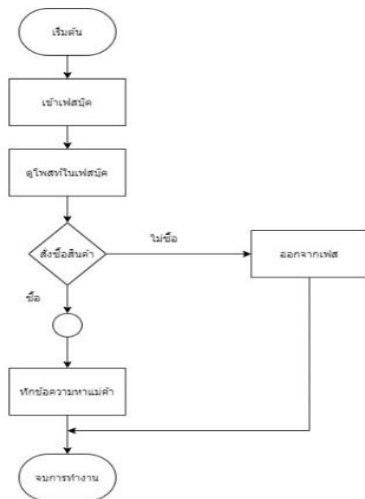 เริ่มต้น
เข้าเฟสบุ๊ค
ดูโพสท์ในเฟสบุ๊ค
สั่งซื้อสินค้า
ไม่ซื้อ
ออกจากเฟส
ซื้อ
ทักข้อความหาแม่ค้า
จบการทำงาน